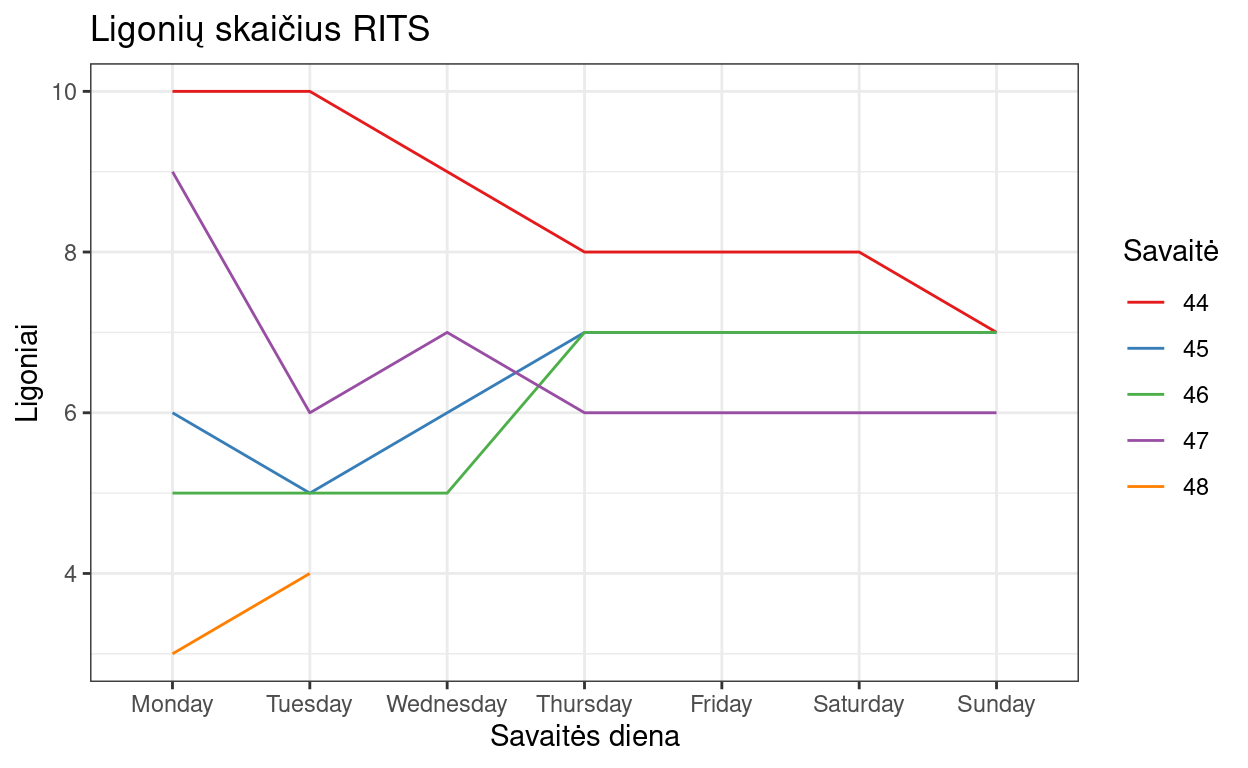 Ligonių skaičius RITS
10
8
6
4
Ligoniai
Monday Tuesday Wednesday Thursday Friday Saturday Sunday
Savaitės diena
Savaitė
44
45
46
47
48